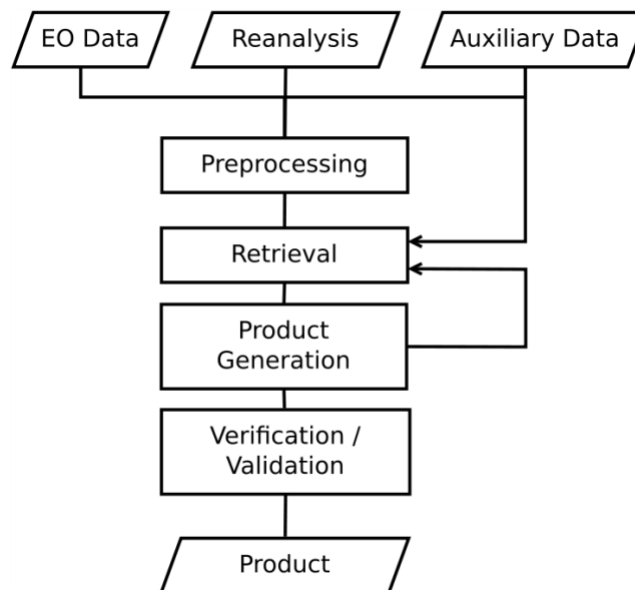 EO Data
Reanalysis
Auxiliary Data
Preprocessing
Retrieval
Product
Generation
Verification /
Validation
Product